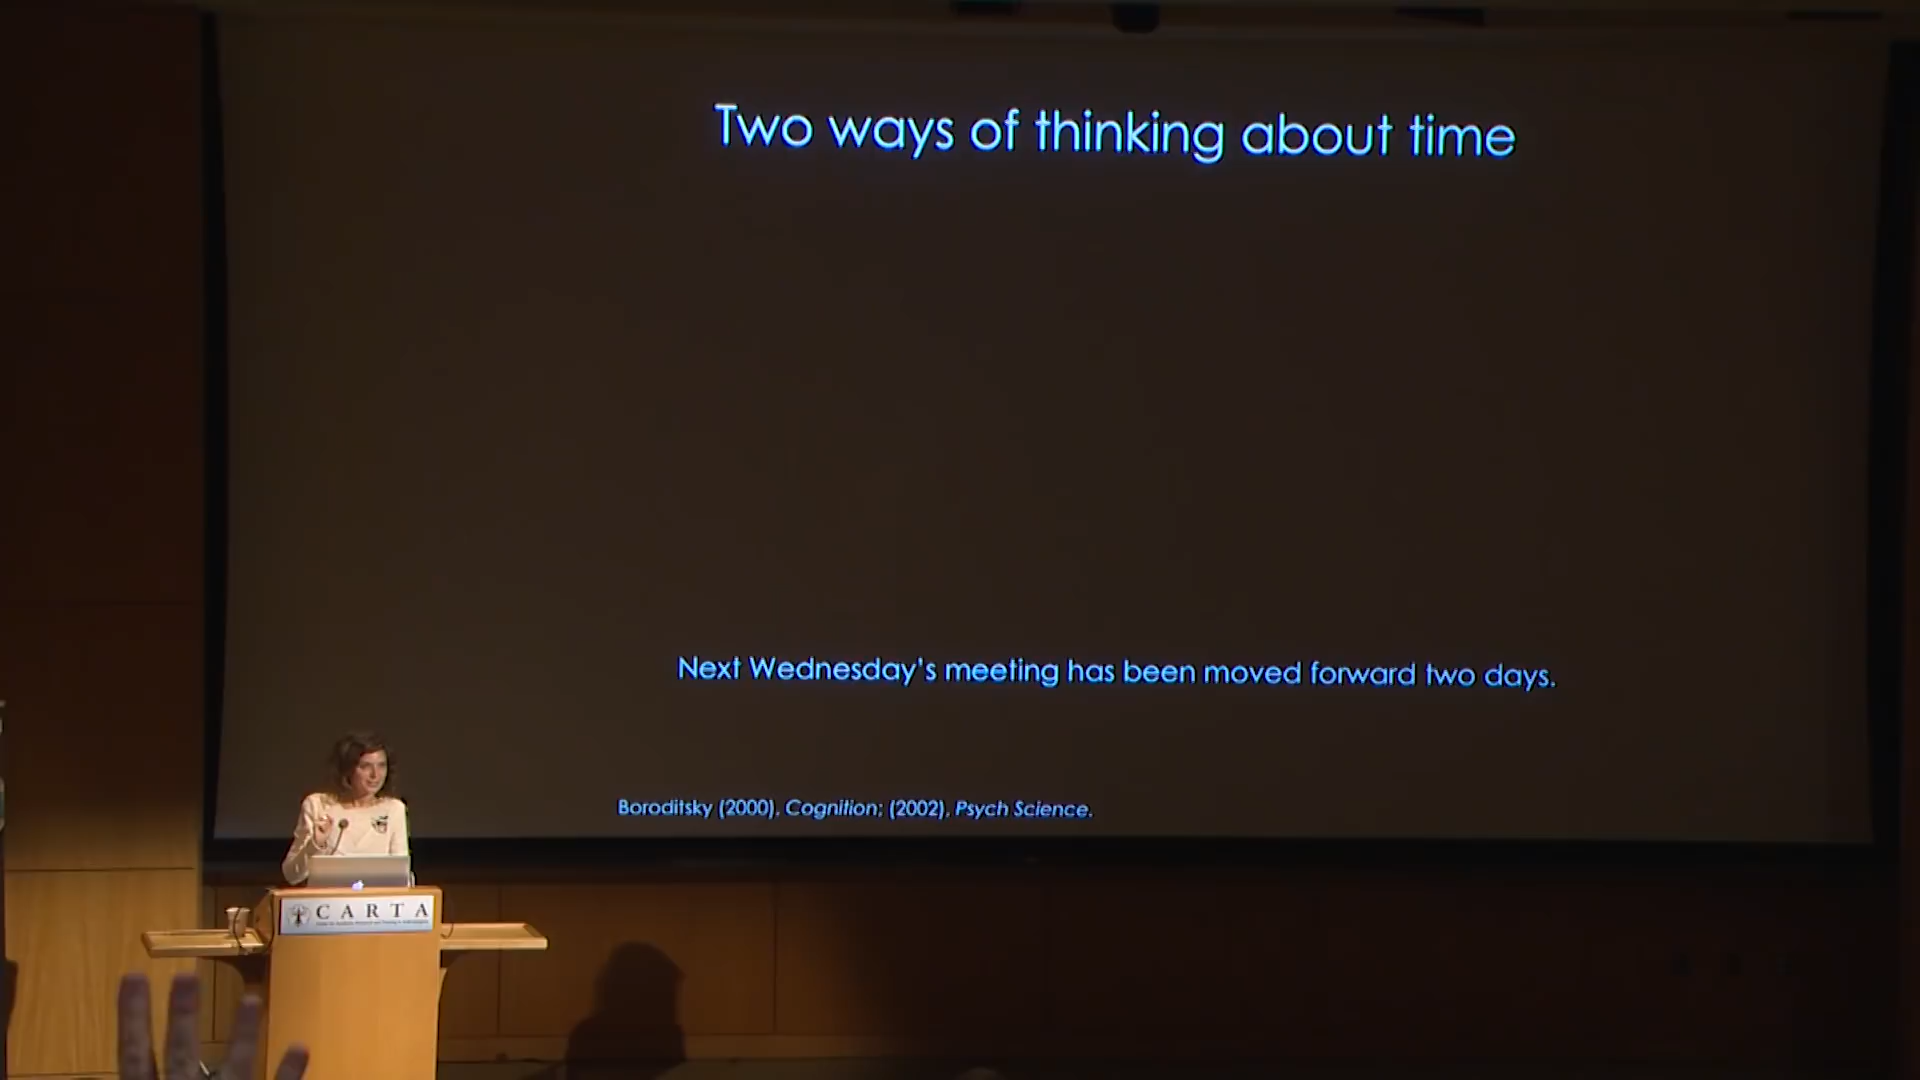 Two ways of thinking about time
Next Wednesday's meeting has been moved forward two days.
Boroditsky (2000), Cognition; (2002), Psych Science.
CARTA